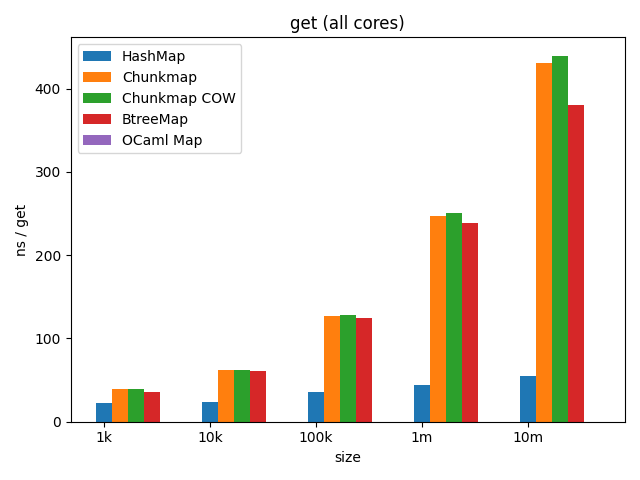 get (all cores)
HashMap
Chunkmap
Chunkmap COW
BtreeMap
OCaml Map
ns / get
400
300
200
100
0
1k 10k 100k 1m 10m
size